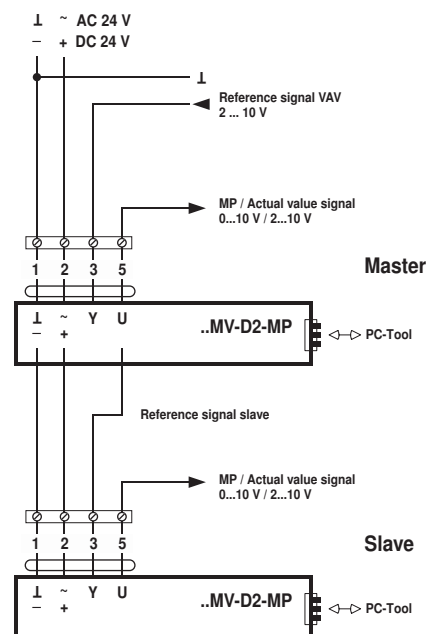 ⊥ ~ AC 24 V
– + DC 24 V
⊥
Reference signal VAV
2 ... 10 V
MP / Actual value signal
0...10 V / 2...10 V
1 2 3 5
Master
⊥ ~ Y U
– +
..MV-D2-MP
PC-Tool
Reference signal slave
MP / Actual value signal
0...10 V / 2...10 V
1 2 3 5
Slave
⊥ ~ Y U
– +
..MV-D2-MP
PC-Tool